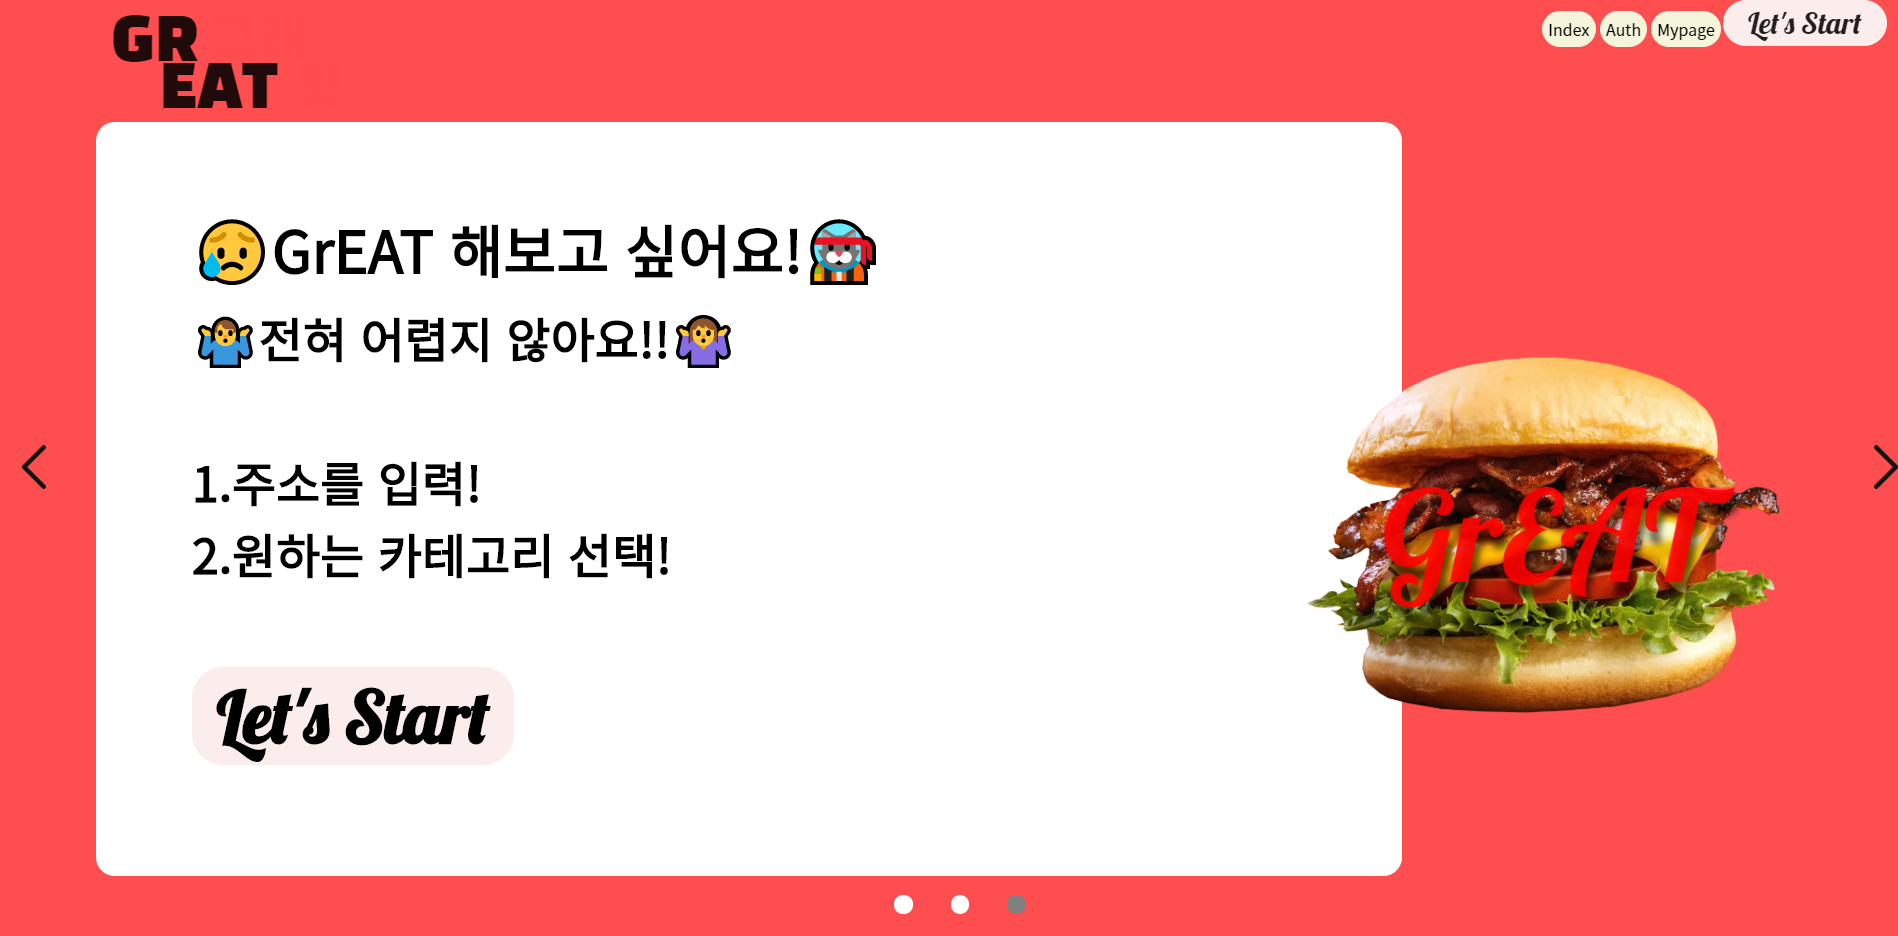 GR
EAT
Index Auth Mypage Let's Start
😥GrEAT 해보고 싶어요!
🤷‍♂️전혀 어렵지 않아요!!🤷‍♀️
1.주소를 입력!
2.원하는 카테고리 선택!
GrEAT
Let's Start